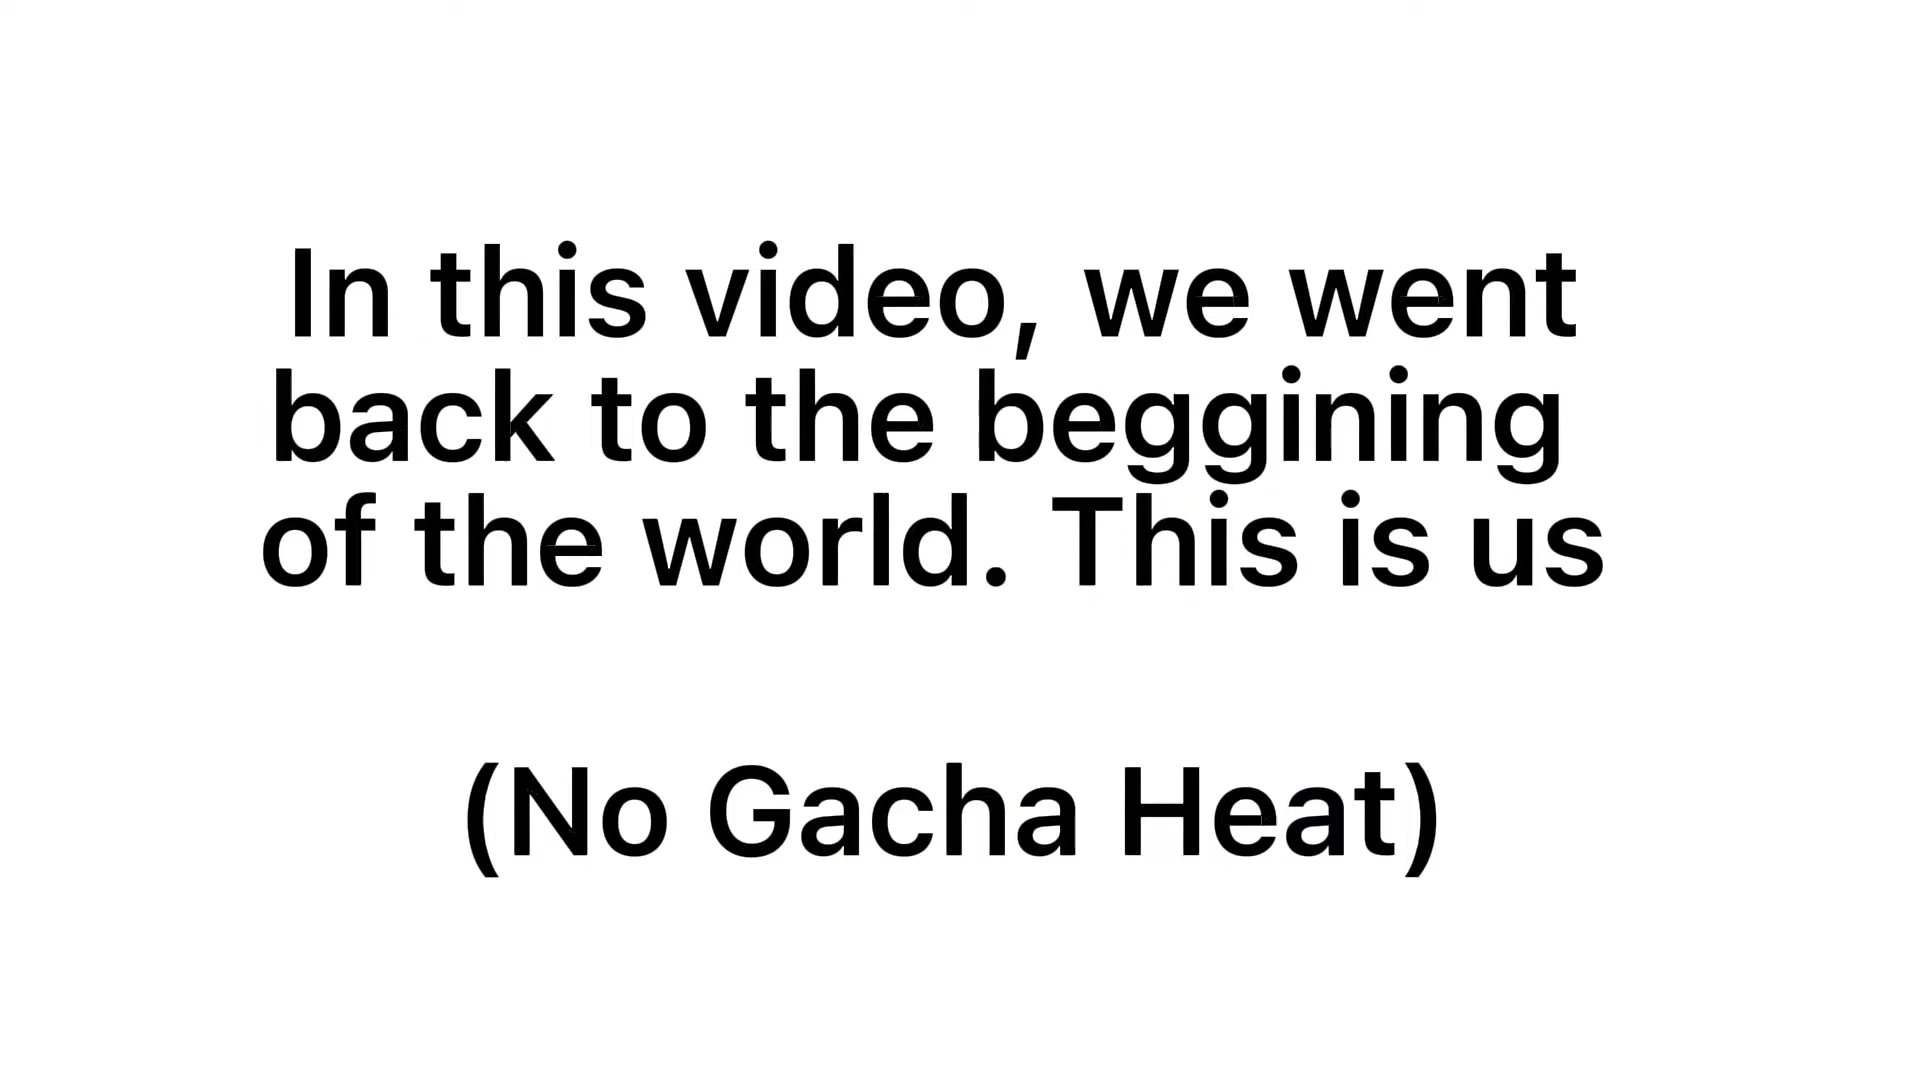 In this video, we went
back to the beggining
of the world. This is us
(No Gacha Heat)